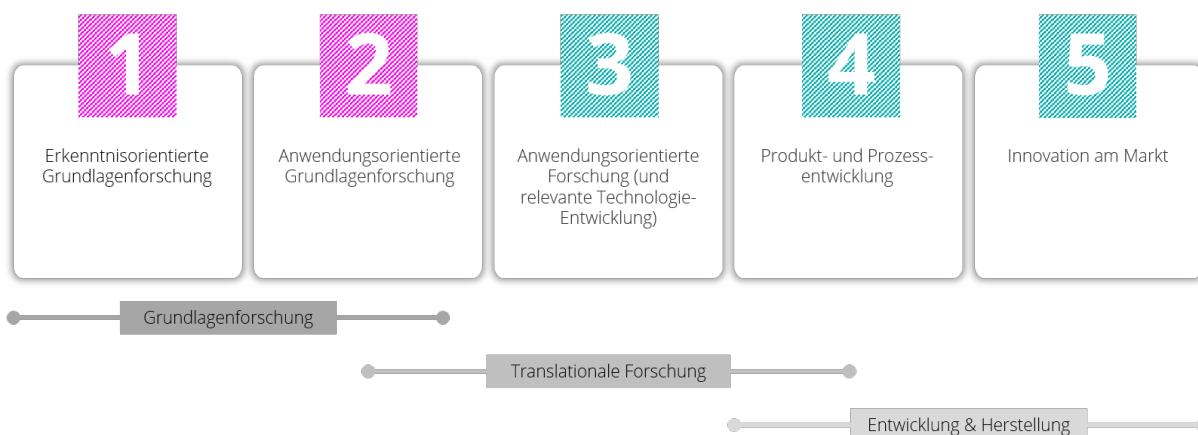 1
Erkenntnisorientierte
Grundlagenforschung
2
Anwendungsorientierte
Grundlagenforschung
3
Anwendungsorientierte
Forschung (und
relevante Technologie-
Entwicklung)
4
Produkt- und Prozess-
entwicklung
5
Innovation am Markt
Grundlagenforschung
Translationale Forschung
Entwicklung & Herstellung